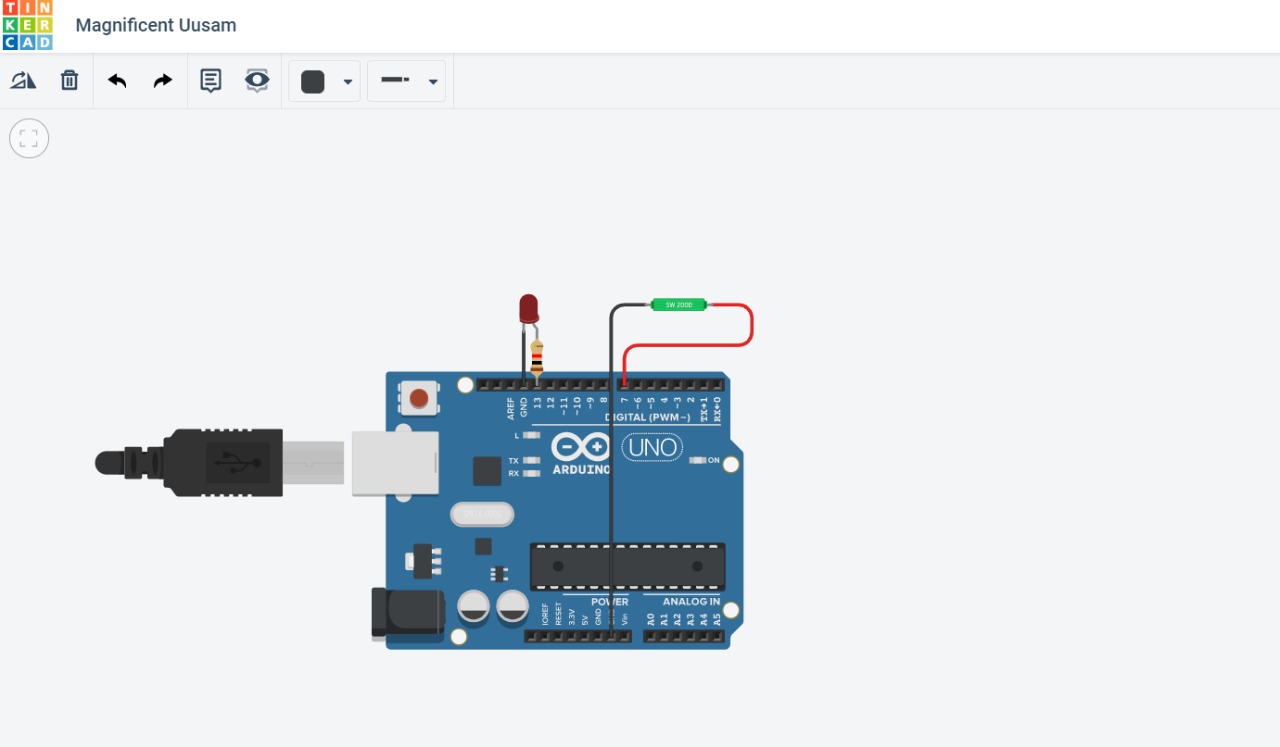 TIN
KER
CAD
Magnificent Uusam
SW 200D
AREF
GND
13
12
~11
~10
~9
8
7
~6
~5
4
~3
2
TX→1
RX←0
DIGITAL (PWM~)
L
TX
RX
UNO
ON
ARDUINO
POWER
ANALOG IN
IOREF
RESET
3.3V
5V
GND
Vin
A0
A1
A2
A3
A4
A5